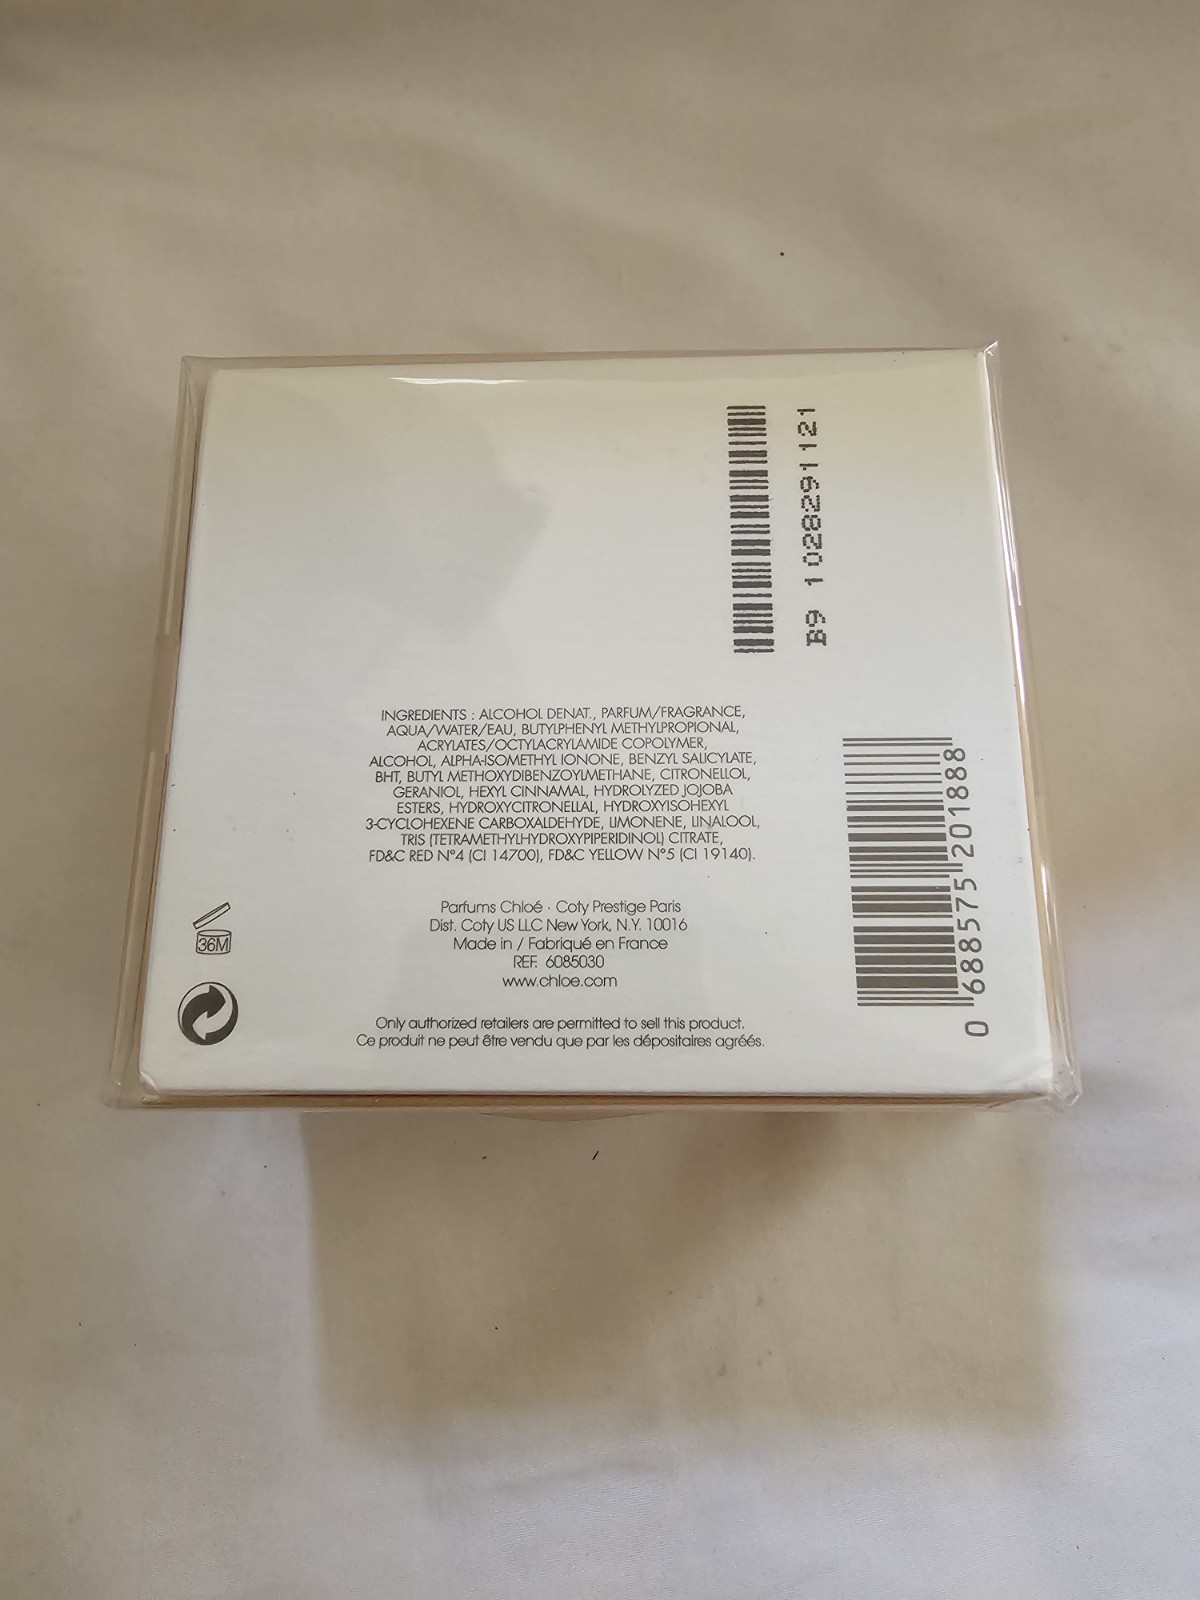 B9 1028291121
INGREDIENTS : ALCOHOL DENAT., PARFUM/FRAGRANCE,
AQUA/WATER/EAU, BUTYLPHENYL METHYLPROPIONAL,
ACRYLATES/OCTYLACRYLAMIDE COPOLYMER,
ALCOHOL, ALPHA-ISOMETHYL IONONE, BENZYL SALICYLATE,
BHT, BUTYL METHOXYDIBENZOYLMETHANE, CITRONELLOL,
GERANIOL, HEXYL CINNAMAL, HYDROLYZED JOJOBA
ESTERS, HYDROXYCITRONELLAL, HYDROXYISOHEXYL
3-CYCLOHEXENE CARBOXALDEHYDE, LIMONENE, LINALOOL,
TRIS (TETRAMETHYLHYDROXYPIPERIDINOL) CITRATE,
FD&C RED N°4 (CI 14700), FD&C YELLOW N°5 (CI 19140).
0 688575 201888
36M
Parfums Chloé · Coty Prestige Paris
Dist. Coty US LLC New York, N.Y. 10016
Made in / Fabriqué en France
REF. 6085030
www.chloe.com
Only authorized retailers are permitted to sell this product.
Ce produit ne peut être vendu que par les dépositaires agréés.